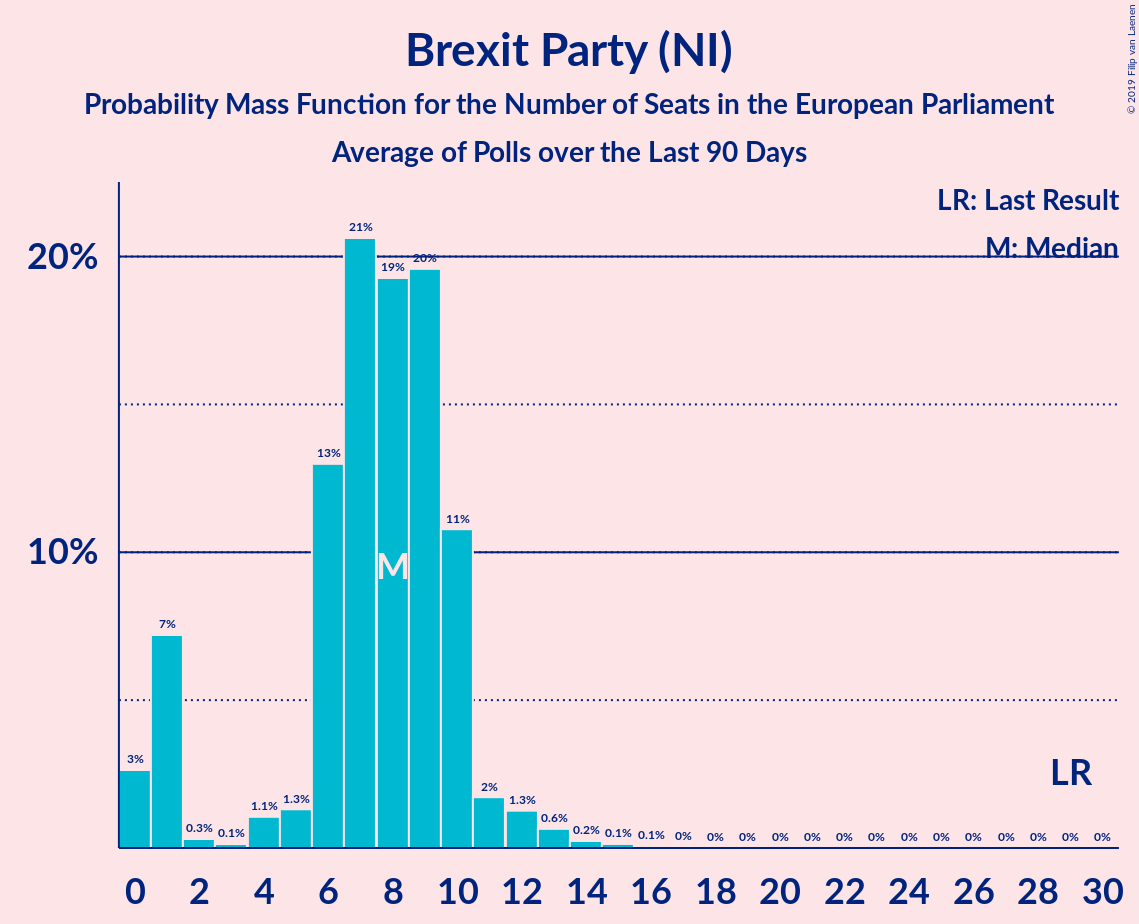 Brexit Party (NI)
Probability Mass Function for the Number of Seats in the European Parliament
Average of Polls over the Last 90 Days
© 2019 Filip van Laenen
LR: Last Result
M: Median
20%
10%
3% 7% 0.3% 0.1% 1.1% 1.3% 13% 21% 19% 20% 11% 2% 1.3% 0.6% 0.2% 0.1% 0.1% 0% 0% 0% 0% 0% 0% 0% 0% 0% 0% 0% 0% 0% 0%
M
LR
0 2 4 6 8 10 12 14 16 18 20 22 24 26 28 30